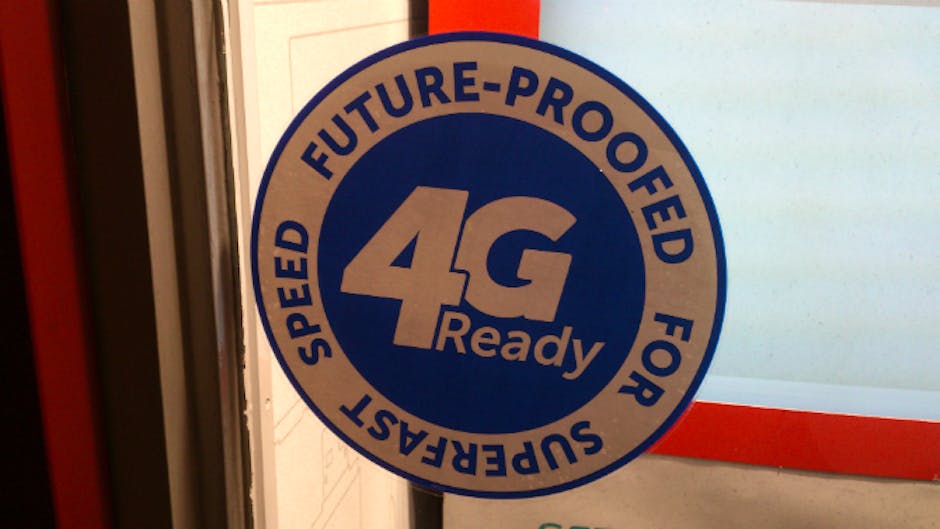 FUTURE-PROOFED FOR SUPERFAST SPEED
4G
Ready